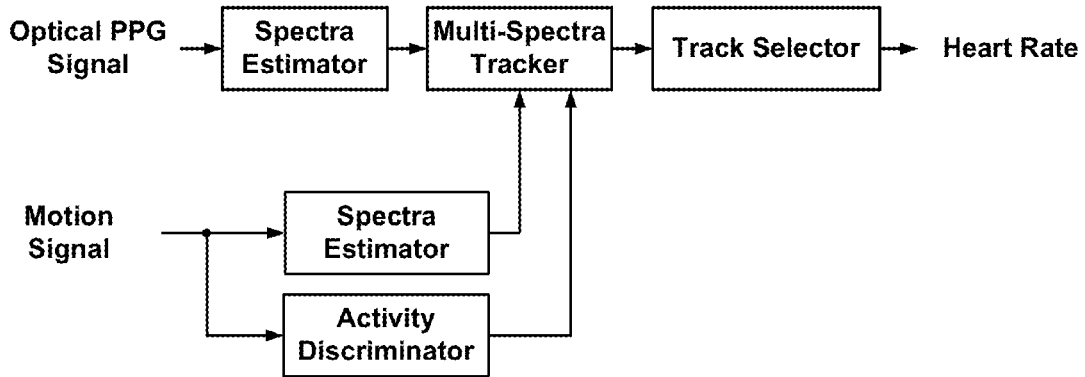 Optical PPG
Signal
Spectra
Estimator
Multi-Spectra
Tracker
Track Selector
Heart Rate
Motion
Signal
Spectra
Estimator
Activity
Discriminator